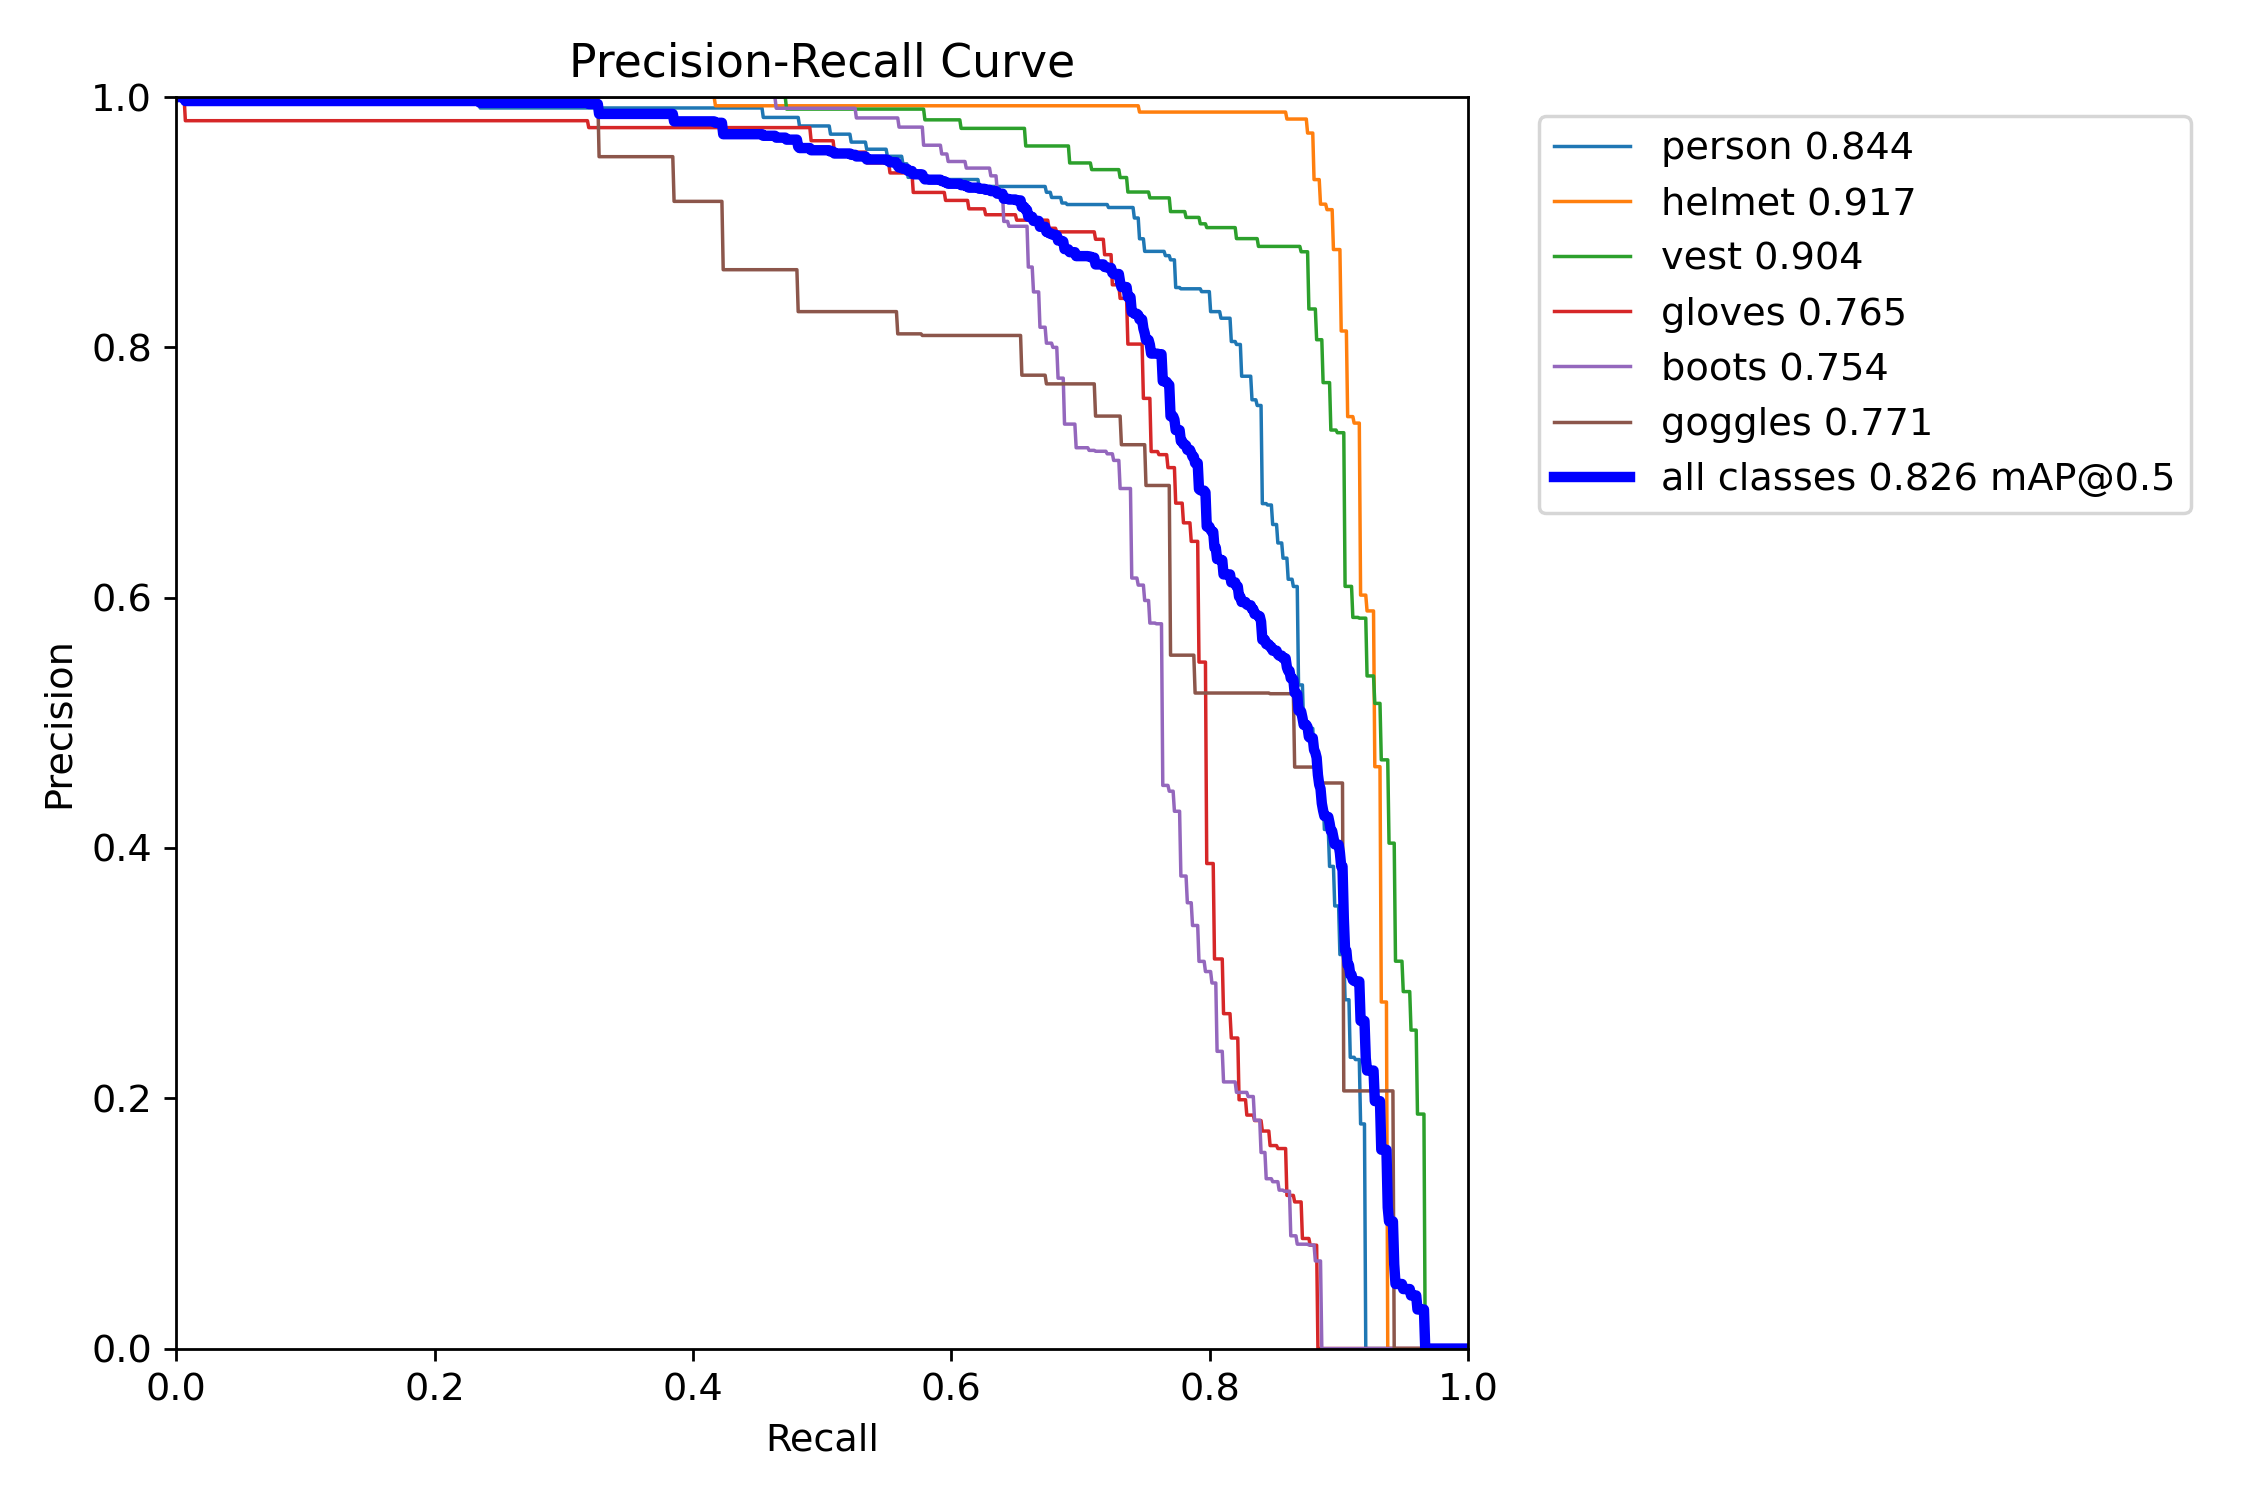 Precision-Recall Curve
1.0
0.8
0.6
0.4
0.2
0.0
Precision
0.0 0.2 0.4 0.6 0.8 1.0
Recall
person 0.844
helmet 0.917
vest 0.904
gloves 0.765
boots 0.754
goggles 0.771
all classes 0.826 mAP@0.5